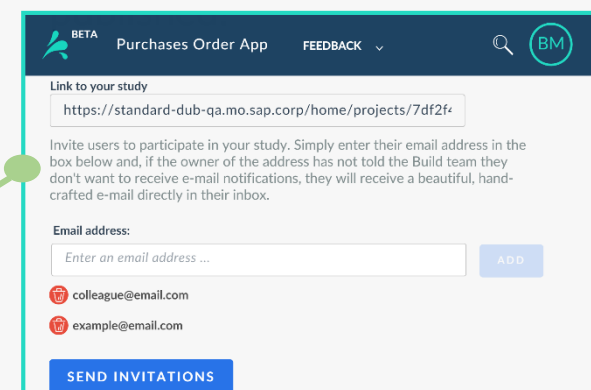 BETA
Purchases Order App FEEDBACK BM
Link to your study
https://standard-dub-qa.mo.sap.corp/home/projects/7df2f4
Invite users to participate in your study. Simply enter their email address in the
box below and, if the owner of the address has not told the Build team they
don't want to receive e-mail notifications, they will receive a beautiful, hand-
crafted e-mail directly in their inbox.
Email address:
Enter an email address ... ADD
colleague@email.com
example@email.com
SEND INVITATIONS